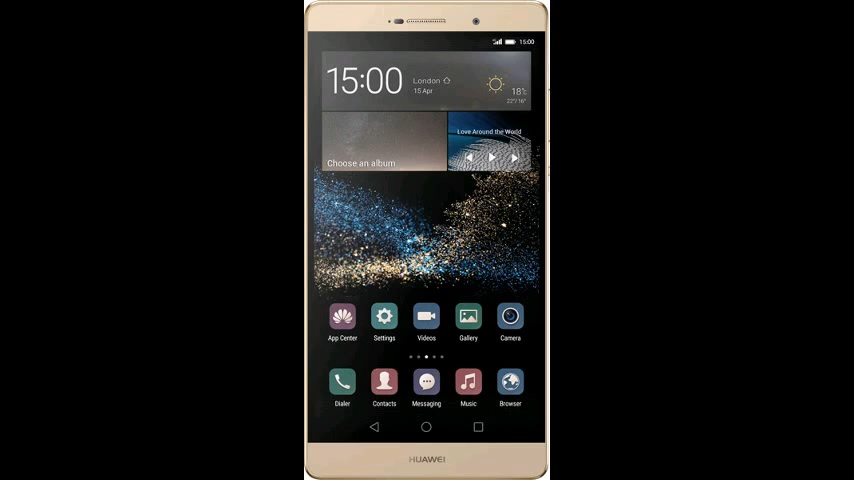 15:00
15:00
London
15 Apr
18°c
22°/16°
Love Around the World
Choose an album
App Center
Settings
Videos
Gallery
Camera
Dialer
Contacts
Messaging
Music
Browser
HUAWEI